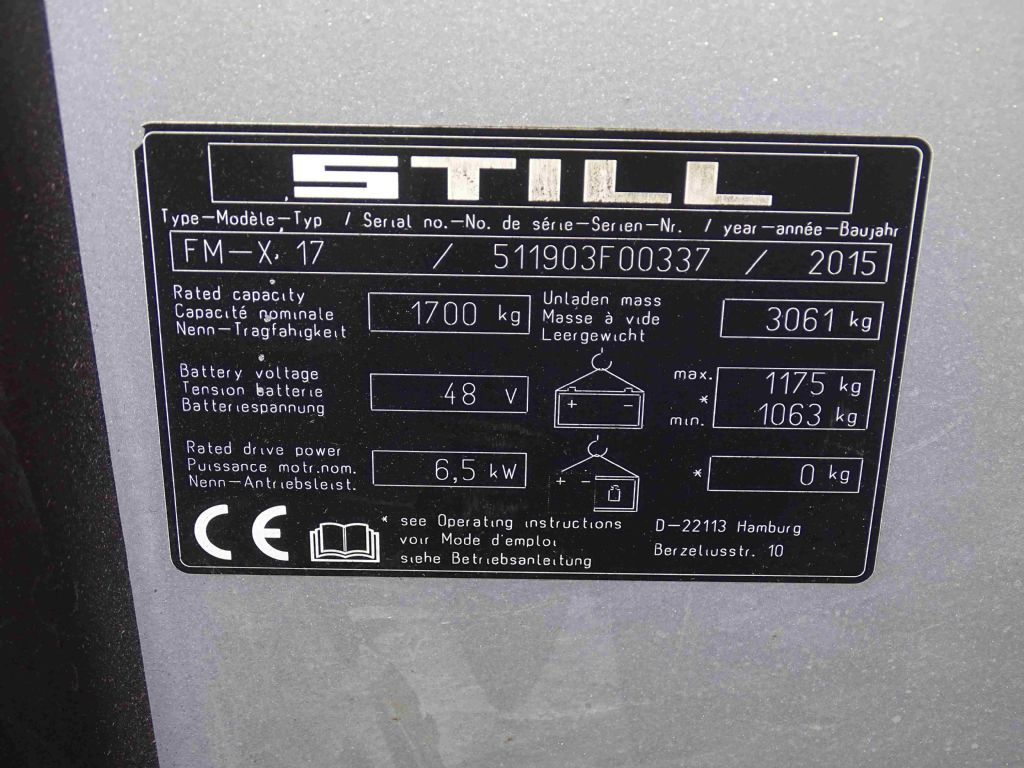 STILL
Type-Modèle-Typ / Serial no.-No. de série-Serien-Nr. / year-année-Baujahr
FM-X 17 / 511903F00337 / 2015
Rated capacity
Capacité nominale
Nenn-Tragfähigkeit
1700 kg
Unladen mass
Masse à vide
Leergewicht
3061 kg
Battery voltage
Tension batterie
Batteriespannung
48 V
+ -
max. 1175 kg
*
min. 1063 kg
Rated drive power
Puissance motr.nom.
Nenn-Antriebsleist.
6,5 kW
+ -
* 0 kg
CE
* see Operating instructions
voir Mode d'emploi
siehe Betriebsanleitung
D-22113 Hamburg
Berzeliusstr. 10